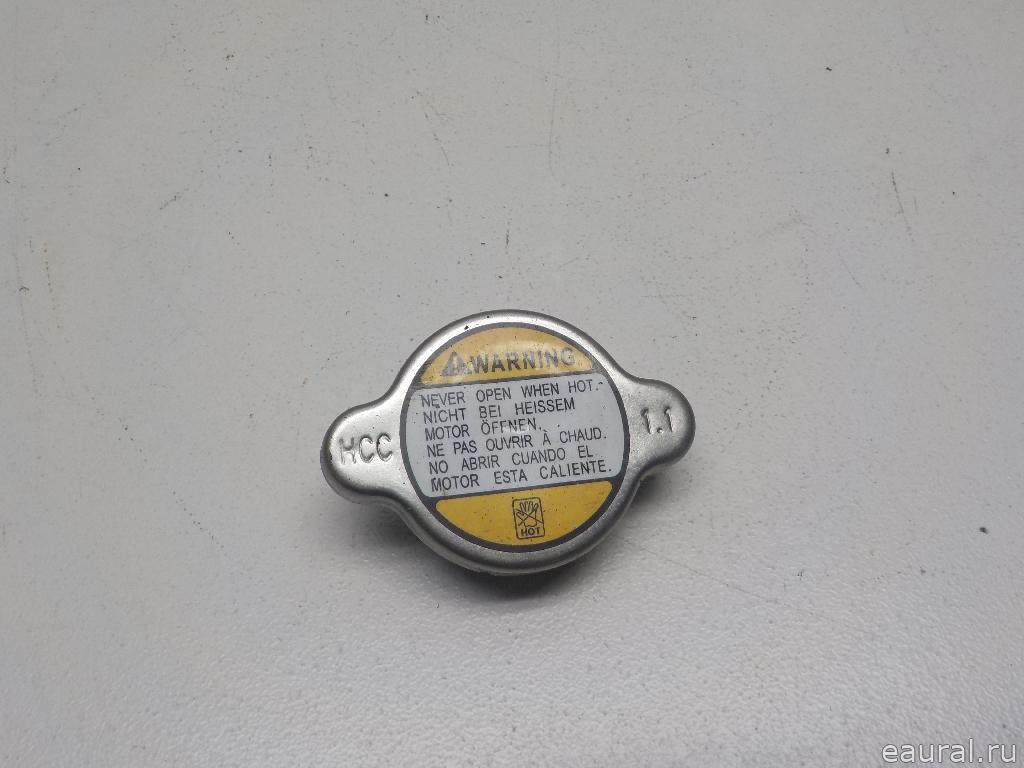 WARNING
NEVER OPEN WHEN HOT.
NICHT BEI HEISSEM
MOTOR ÖFFNEN.
NE PAS OUVRIR À CHAUD.
NO ABRIR CUANDO EL
MOTOR ESTA CALIENTE.
HOT
HCC
1.1
eaural.ru